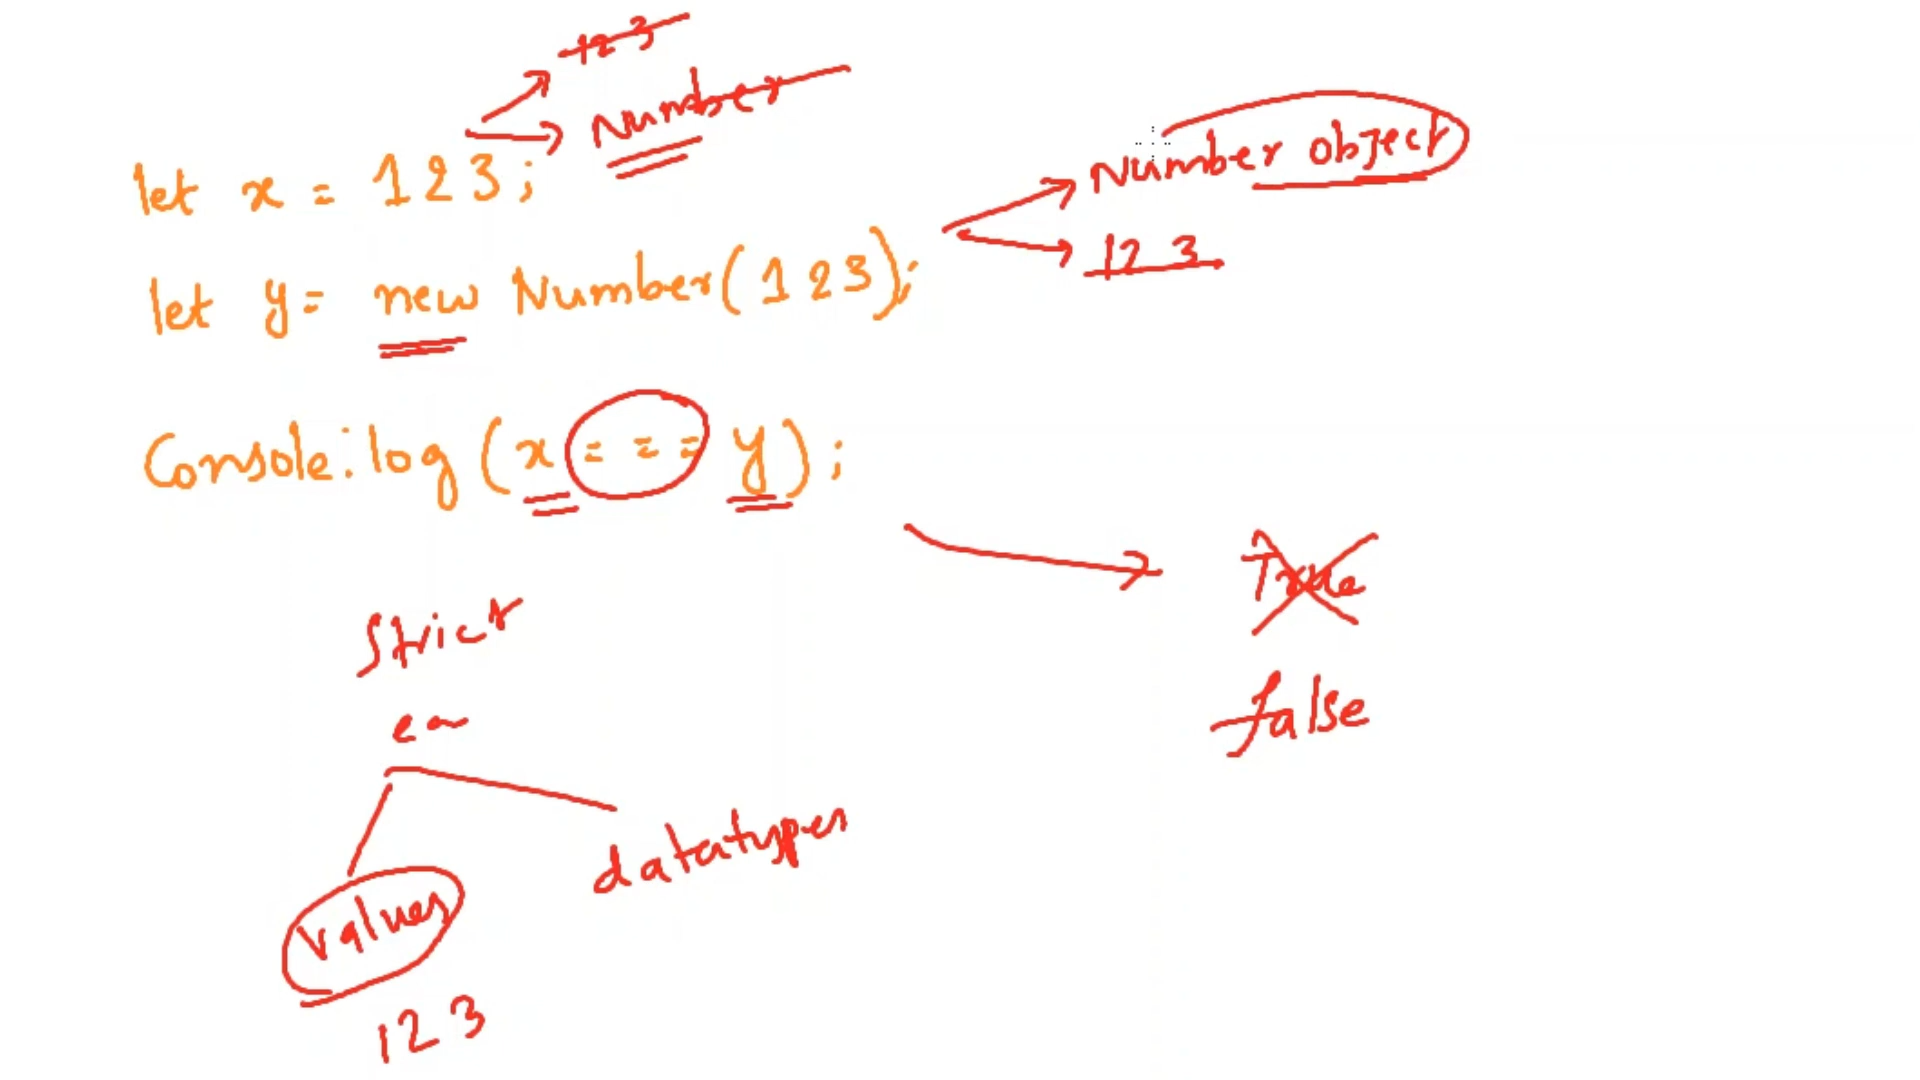 123
Number
let x = 123;
Number object
123
let y = new Number(123);
Console.log(x === y);
True
Strict
false
datatypes
Values
123